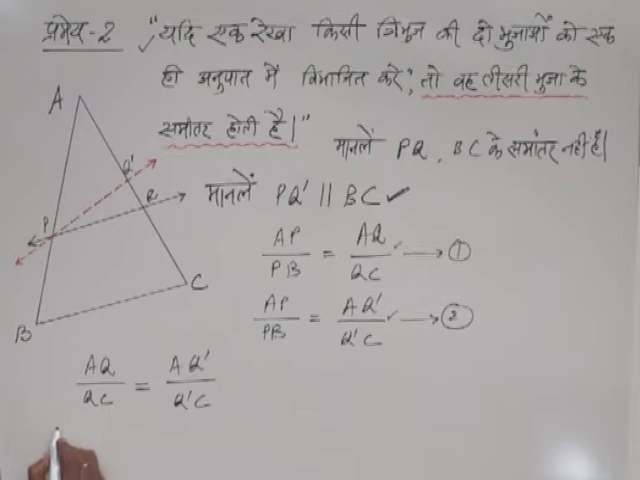 प्रमेय-2 "यदि एक रेखा किसी त्रिभुज की दो भुजाओं को एक
ही अनुपात में विभाजित करे, तो वह तीसरी भुजा के
समांतर होती है।"
मानलें PQ, BC के समांतर नहीं है।
मानलें PQ' || BC ✓
A
Q'
Q
P
C
B
AP/PB = AQ/QC ✓ → ①
AP/PB = AQ'/Q'C ✓ → ②
AQ/QC = AQ'/Q'C